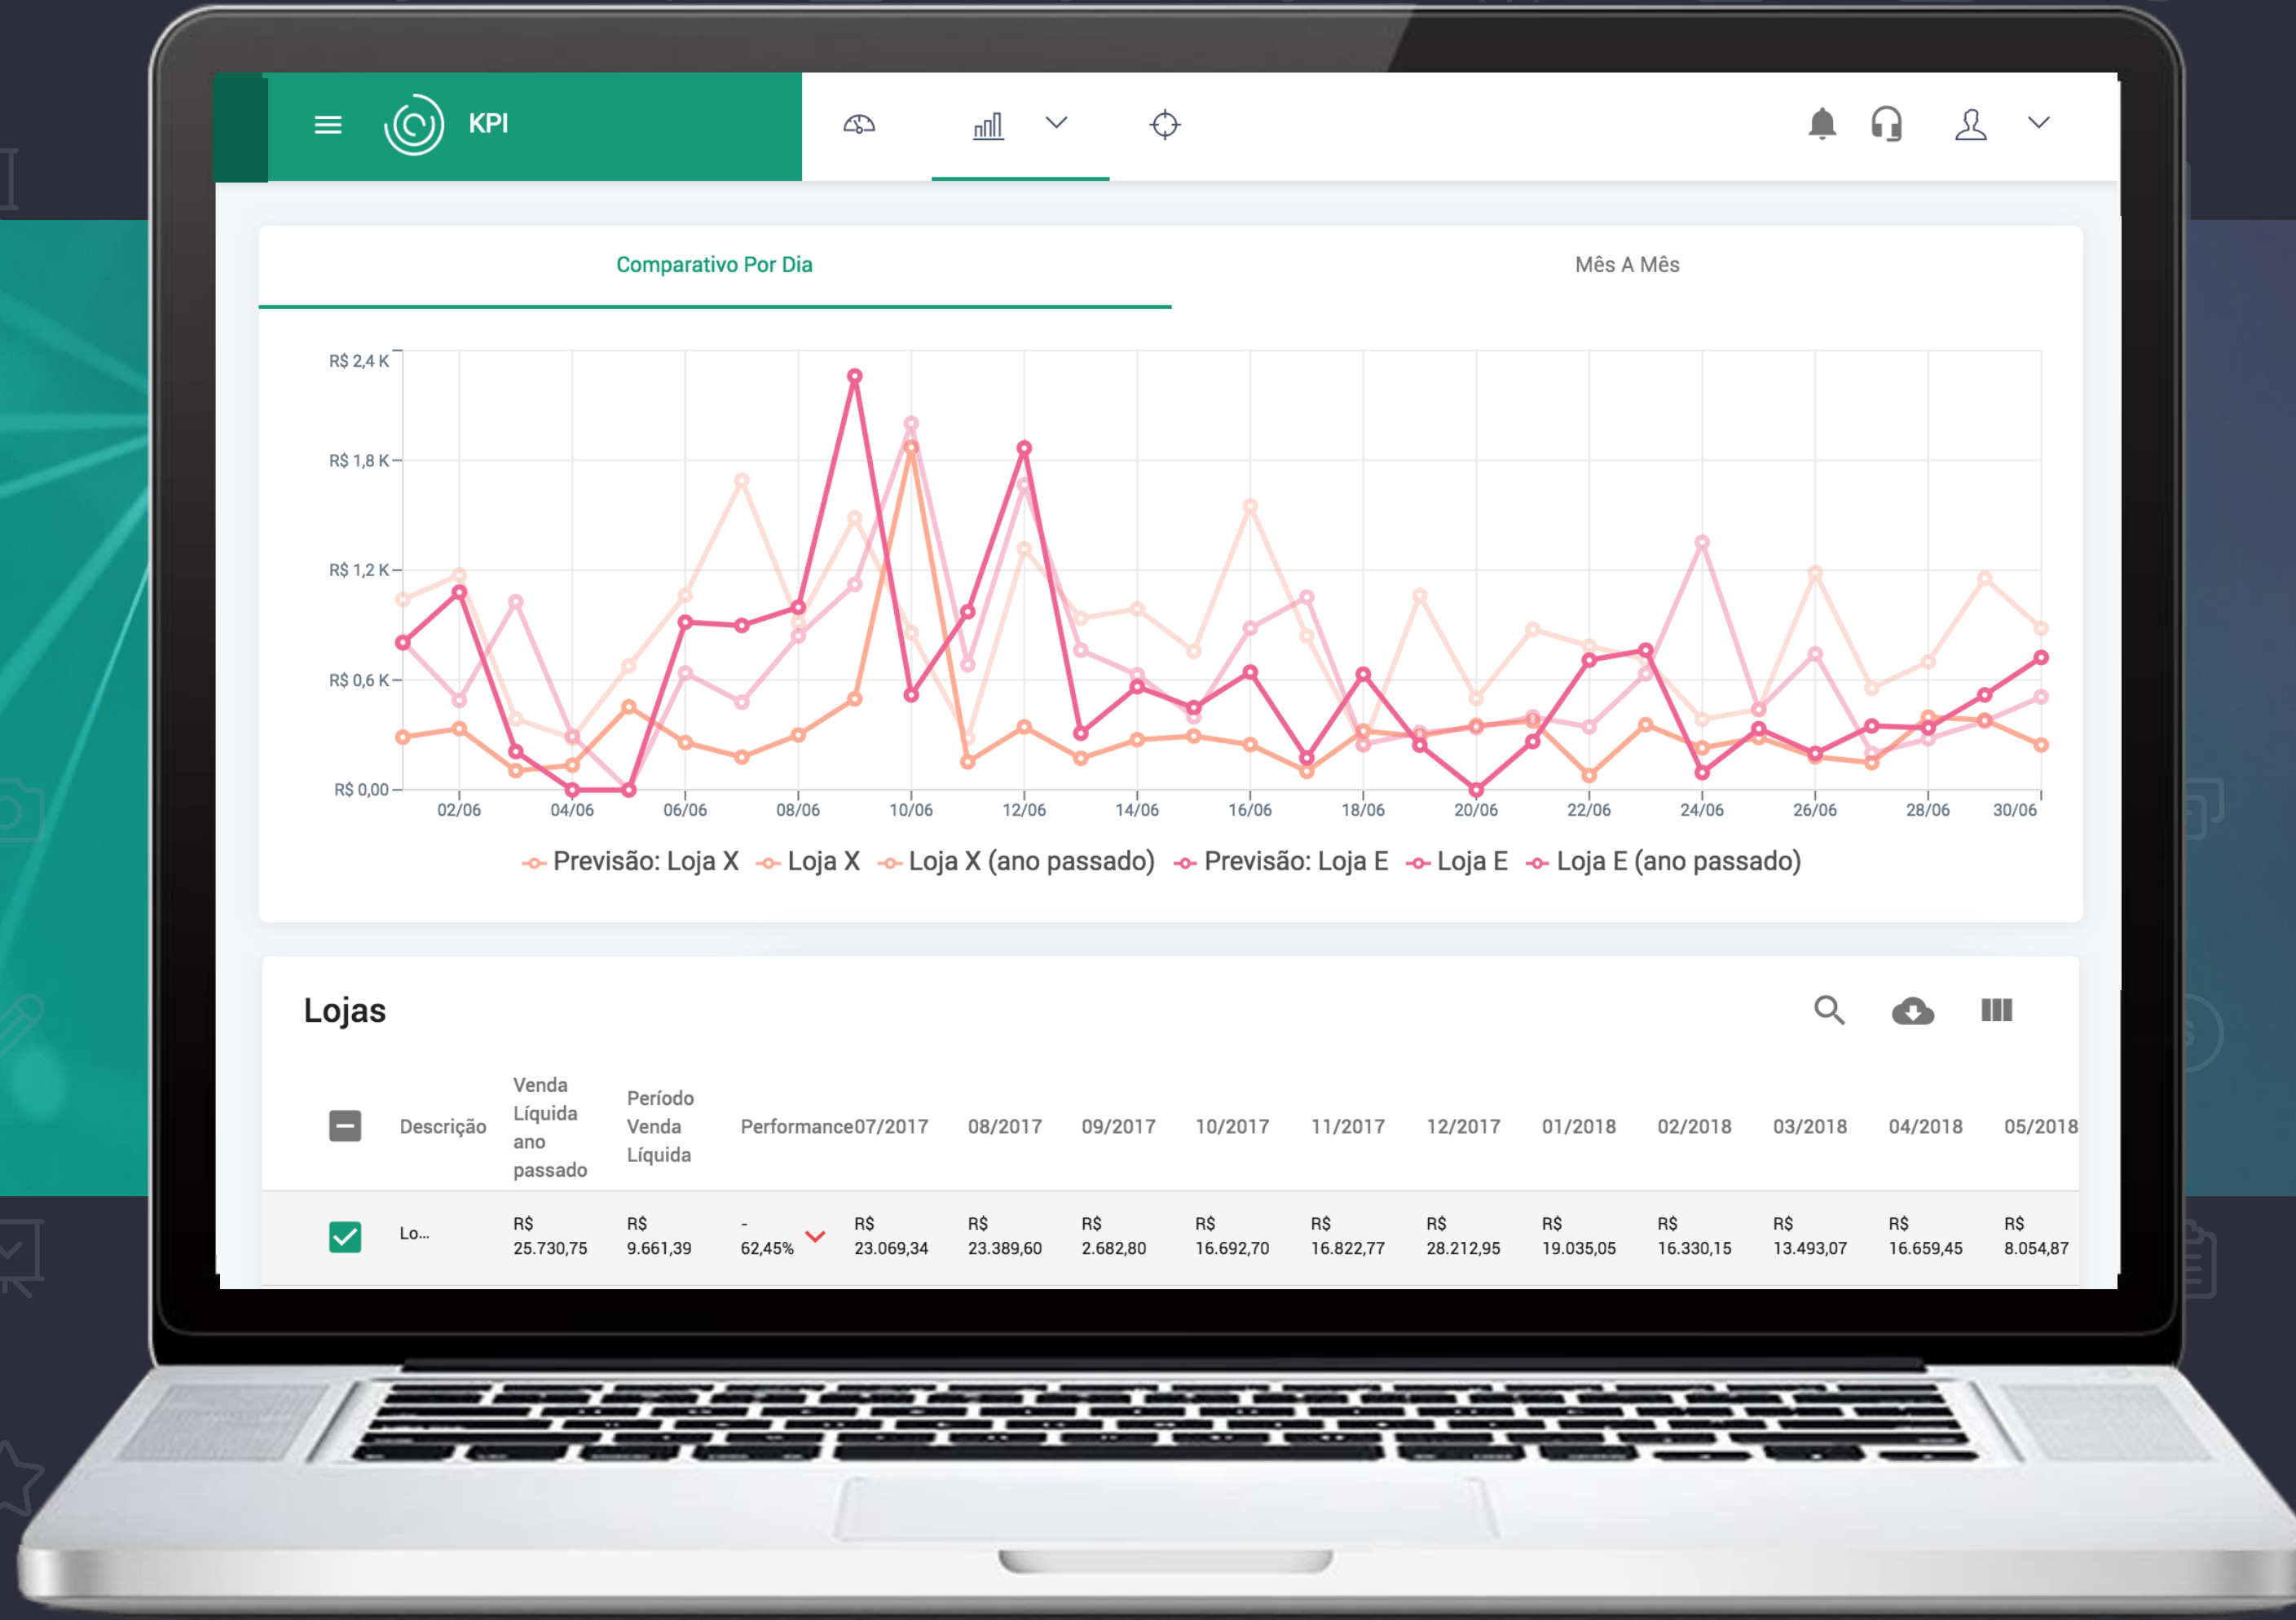 KPI
Comparativo Por Dia
Mês A Mês
R$ 2,4 K
R$ 1,8 K
R$ 1,2 K
R$ 0,6 K
R$ 0,00
02/06 04/06 06/06 08/06 10/06 12/06 14/06 16/06 18/06 20/06 22/06 24/06 26/06 28/06 30/06
Previsão: Loja X Loja X Loja X (ano passado) Previsão: Loja E Loja E Loja E (ano passado)
Lojas
Descrição
Venda
Líquida
ano
passado
Período
Venda
Líquida
Performance
07/2017
08/2017
09/2017
10/2017
11/2017
12/2017
01/2018
02/2018
03/2018
04/2018
05/2018
Lo...
R$
25.730,75
R$
9.661,39
-
62,45%
R$
23.069,34
R$
23.389,60
R$
2.682,80
R$
16.692,70
R$
16.822,77
R$
28.212,95
R$
19.035,05
R$
16.330,15
R$
13.493,07
R$
16.659,45
R$
8.054,87